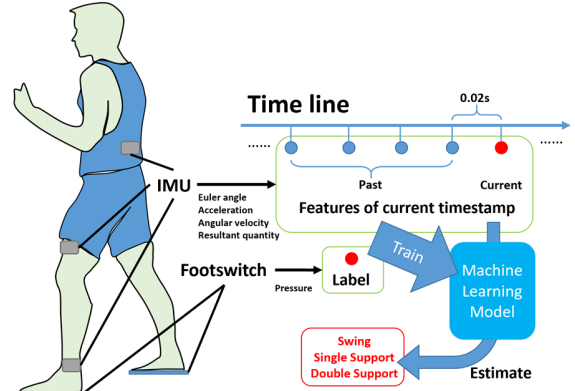 Time line
0.02s
......
......
Past
Current
Features of current timestamp
IMU
Euler angle
Acceleration
Angular velocity
Resultant quantity
Footswitch
Pressure
Label
Train
Machine
Learning
Model
Swing
Single Support
Double Support
Estimate